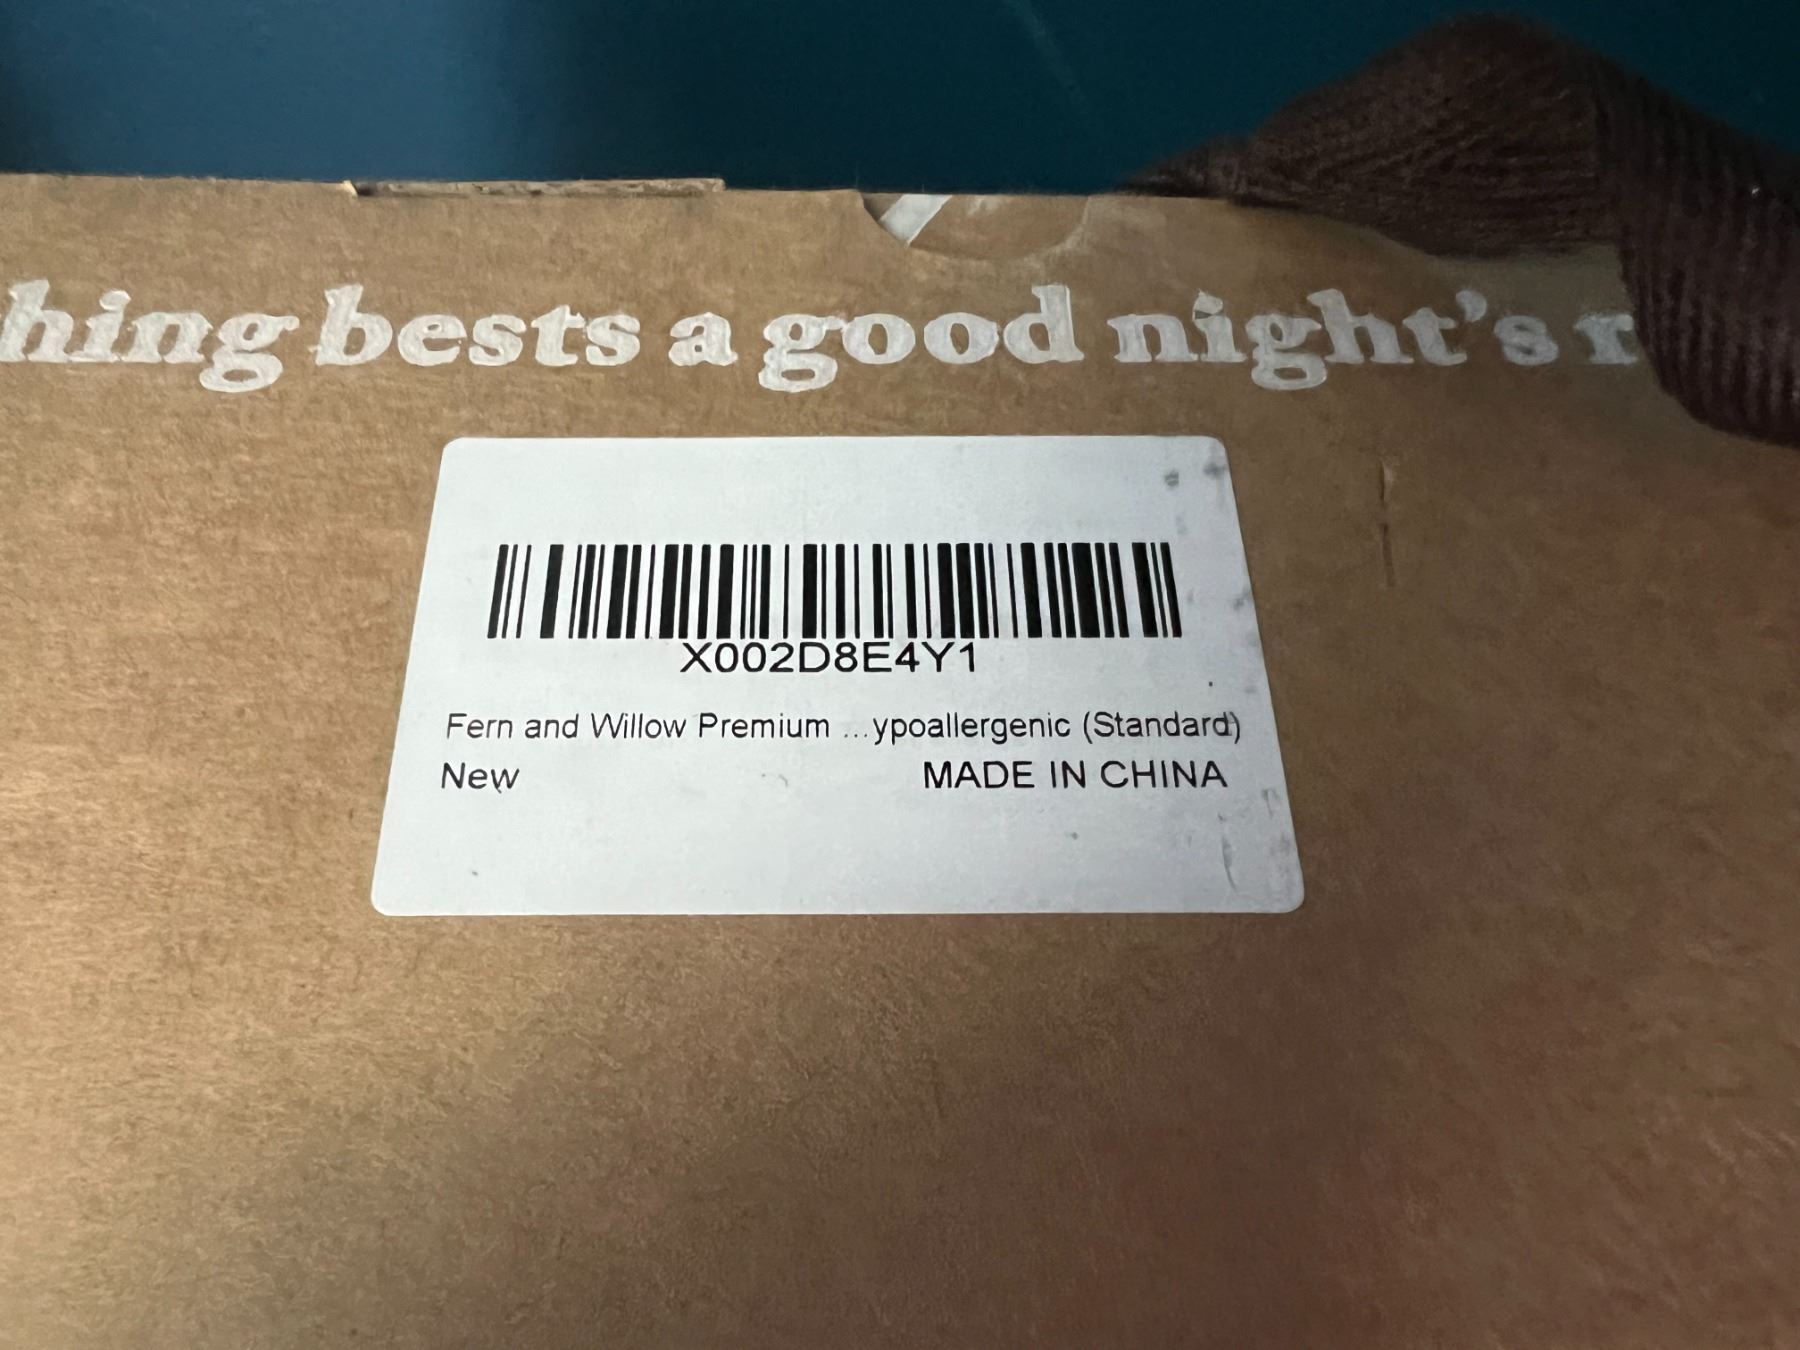 hing bests a good night's r
X002D8E4Y1
Fern and Willow Premium ...ypoallergenic (Standard)
New MADE IN CHINA